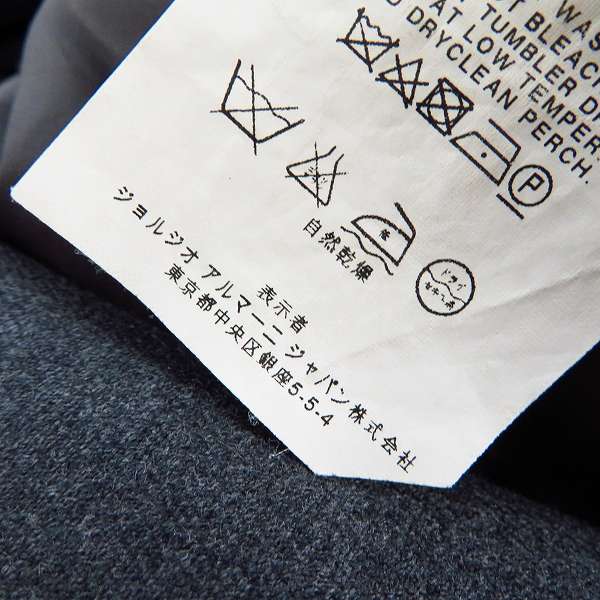 WAS
BLEACH
TUMBLER DR
AT LOW TEMPER
DRYCLEAN PERCH.
P
自然乾燥
低
ドライ
セキユ系
表示者
ジョルジオ アルマーニ ジャパン株式会社
東京都中央区銀座5-5-4